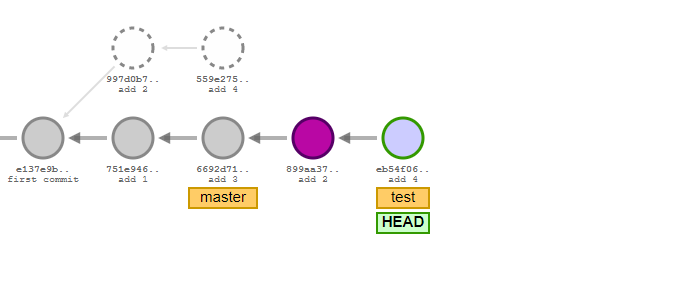 997d0b7..
add 2
559e275..
add 4
e137e9b..
first commit
751e946..
add 1
6692d71..
add 3
master
899aa37..
add 2
eb54f06..
add 4
test
HEAD